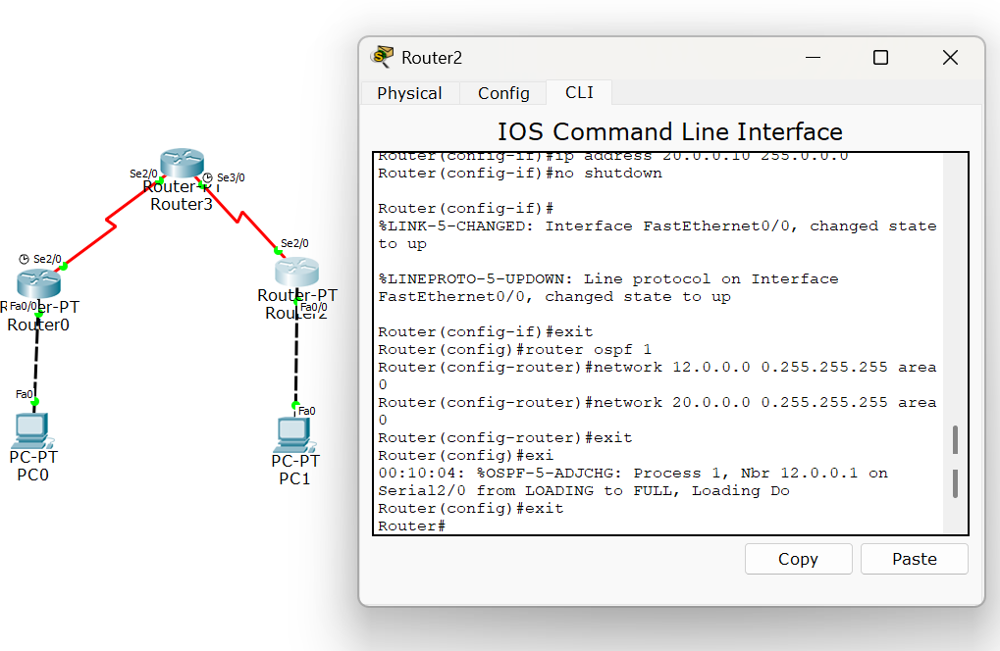 Router2
Physical
Config
CLI
IOS Command Line Interface
Router(config-if)#ip address 20.0.0.10 255.0.0.0
Router(config-if)#no shutdown
Router(config-if)#
%LINK-5-CHANGED: Interface FastEthernet0/0, changed state
to up
%LINEPROTO-5-UPDOWN: Line protocol on Interface
FastEthernet0/0, changed state to up
Router(config-if)#exit
Router(config)#router ospf 1
Router(config-router)#network 12.0.0.0 0.255.255.255 area
0
Router(config-router)#network 20.0.0.0 0.255.255.255 area
0
Router(config-router)#exit
Router(config)#exi
00:10:04: %OSPF-5-ADJCHG: Process 1, Nbr 12.0.0.1 on
Serial2/0 from LOADING to FULL, Loading Do
Router(config)#exit
Router#
Copy
Paste
Se2/0
Se3/0
Router-PT
Router3
Se2/0
Router-PT
Fa0/0
Router0
Se2/0
Router-PT
Fa0/0
Router2
Fa0
PC-PT
PC0
Fa0
PC-PT
PC1